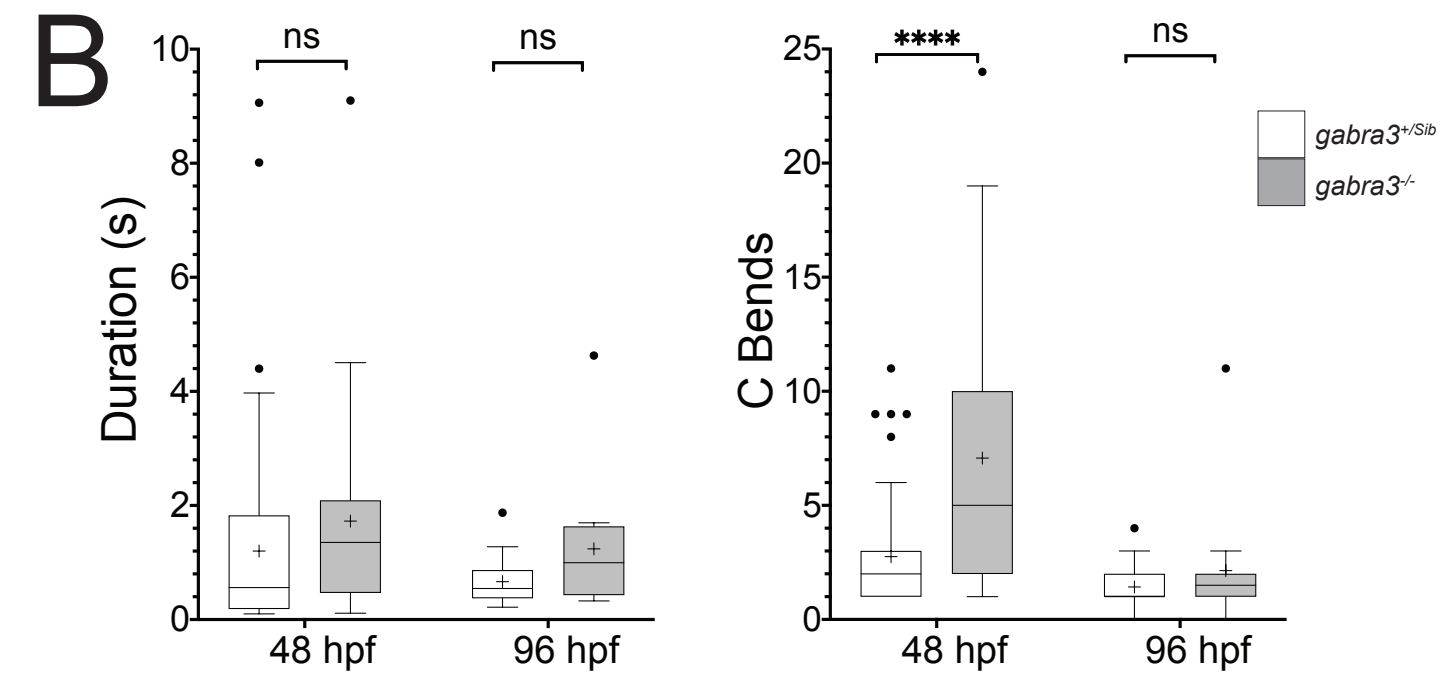 B
Duration (s)
10
8
6
4
2
0
ns
ns
48 hpf
96 hpf
C Bends
25
20
15
10
5
0
****
ns
48 hpf
96 hpf
gabra3+/Sib
gabra3-/-